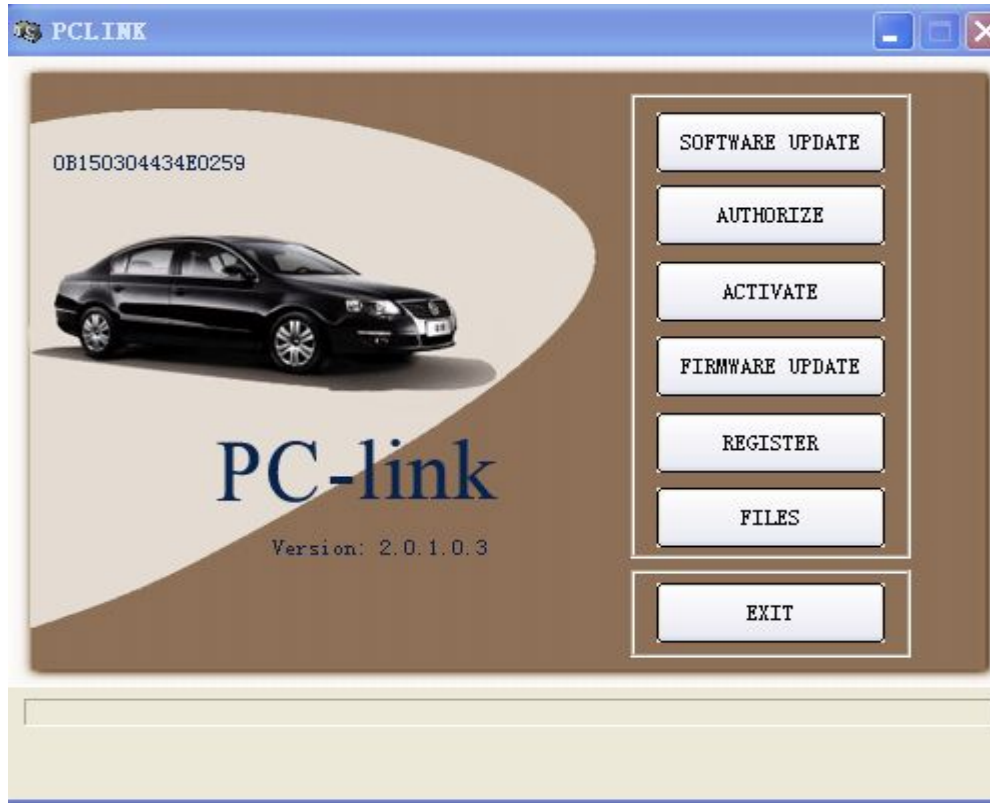 PCLINK
0B150304434E0259
PC-link
Version: 2.0.1.0.3
SOFTWARE UPDATE
AUTHORIZE
ACTIVATE
FIRMWARE UPDATE
REGISTER
FILES
EXIT